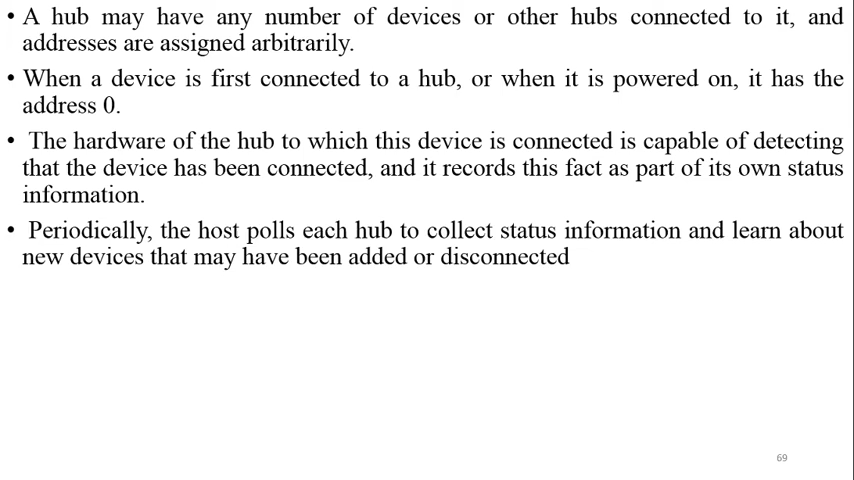 • A hub may have any number of devices or other hubs connected to it, and
addresses are assigned arbitrarily.
• When a device is first connected to a hub, or when it is powered on, it has the
address 0.
• The hardware of the hub to which this device is connected is capable of detecting
that the device has been connected, and it records this fact as part of its own status
information.
• Periodically, the host polls each hub to collect status information and learn about
new devices that may have been added or disconnected
69